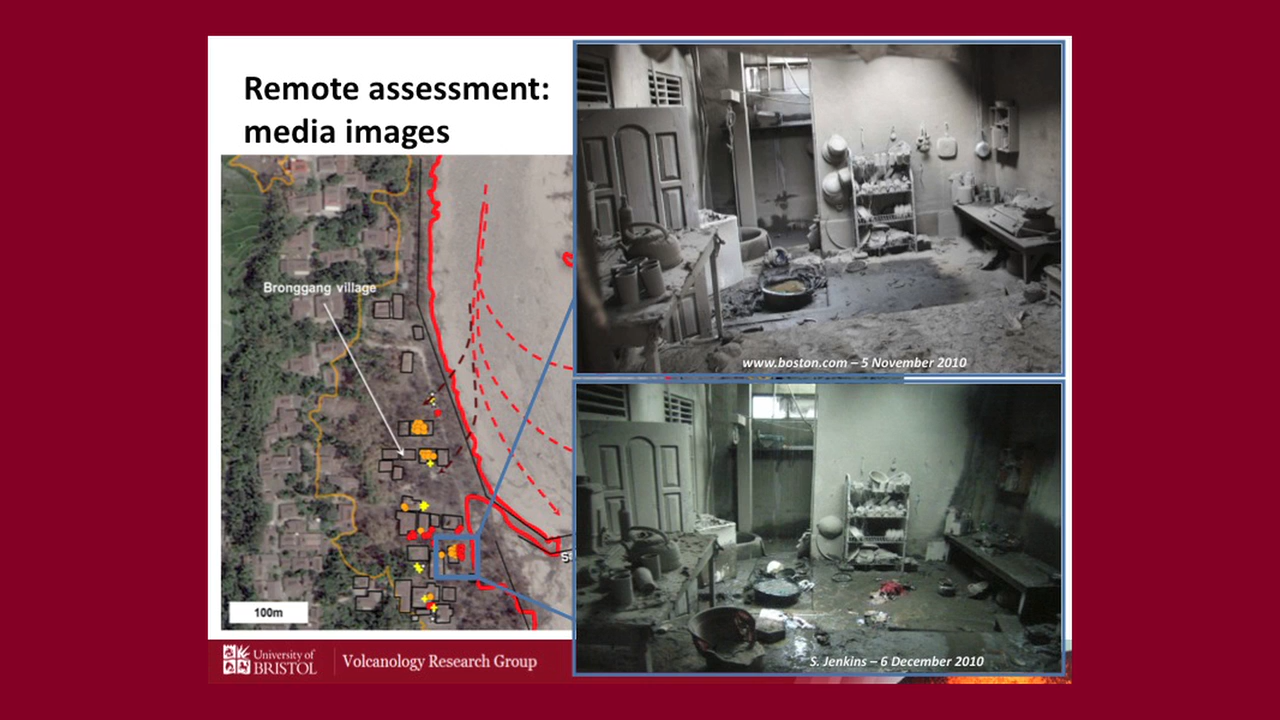 Remote assessment:
media images
Bronggang village
100m
www.boston.com – 5 November 2010
S. Jenkins – 6 December 2010
University of
BRISTOL
Volcanology Research Group